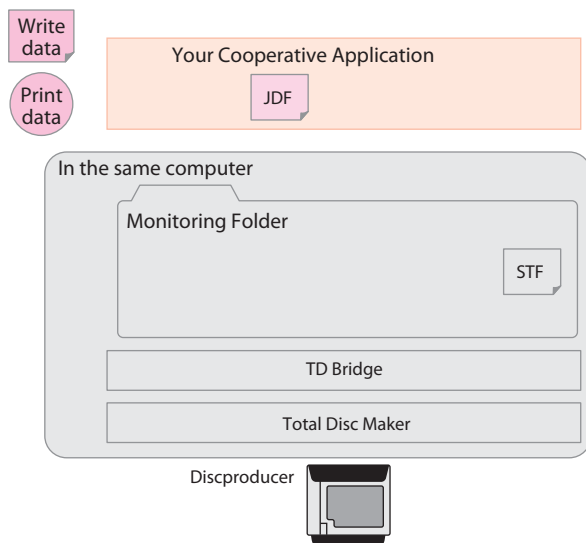 Write
data
Your Cooperative Application
Print
data
JDF
In the same computer
Monitoring Folder
STF
TD Bridge
Total Disc Maker
Discproducer